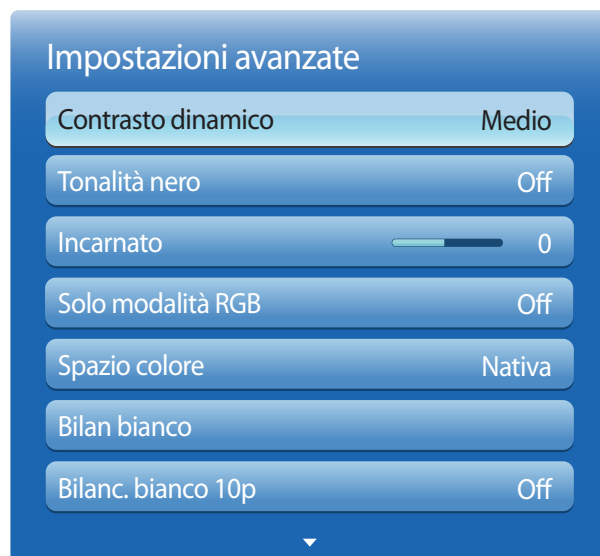 Impostazioni avanzate
Contrasto dinamico Medio
Tonalità nero Off
Incarnato 0
Solo modalità RGB Off
Spazio colore Nativa
Bilan bianco
Bilanc. bianco 10p Off